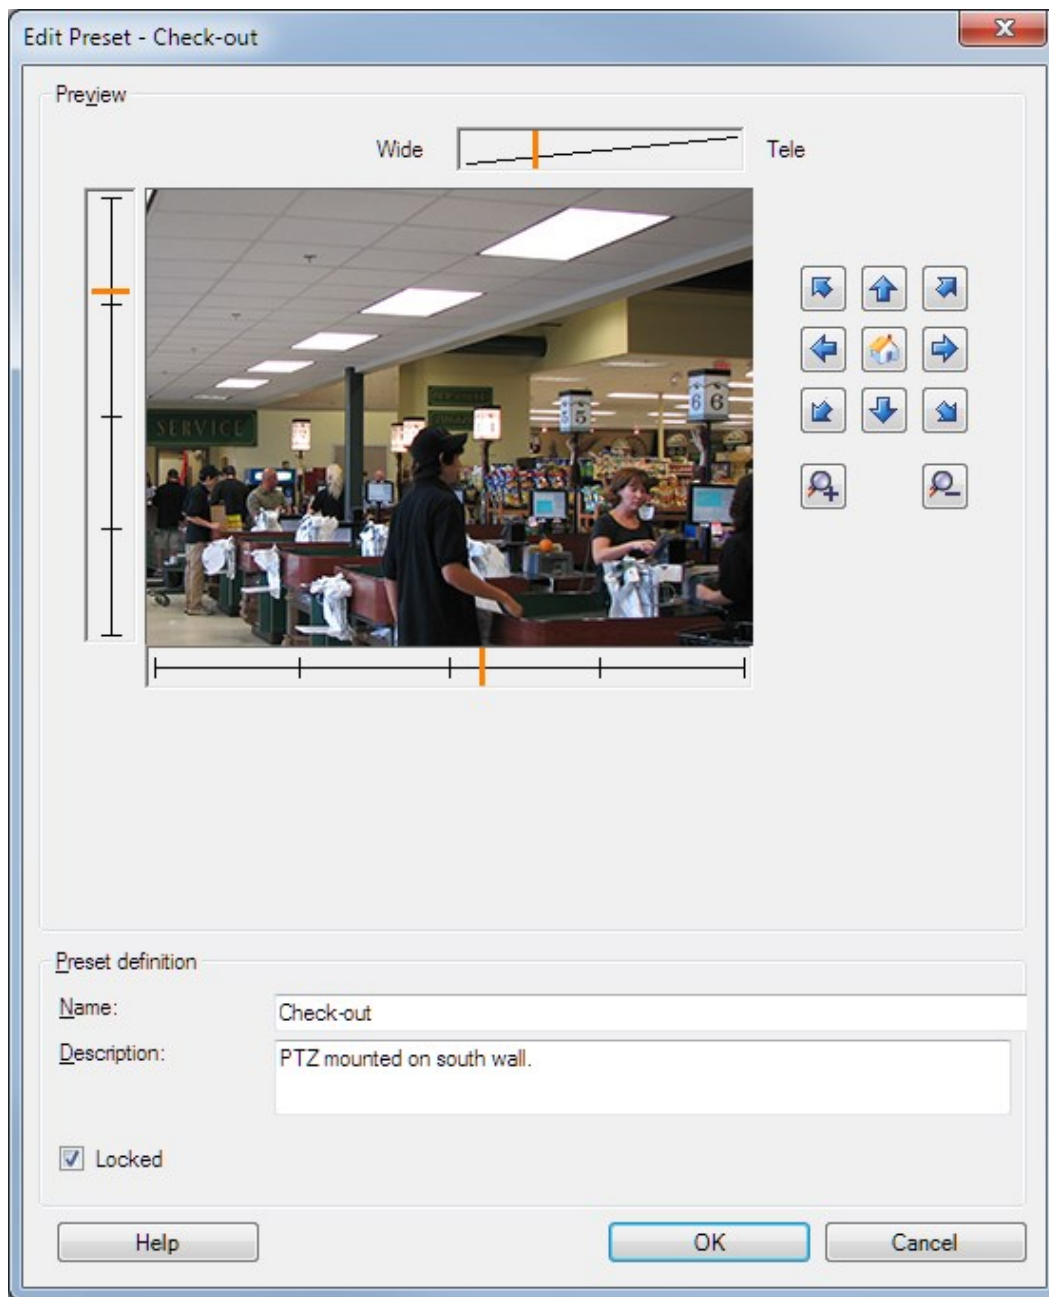 Edit Preset - Check-out
Preview
Wide
Tele
SERVICE
5 5
6 6
Preset definition
Name:
Check-out
Description:
PTZ mounted on south wall.
Locked
Help
OK
Cancel